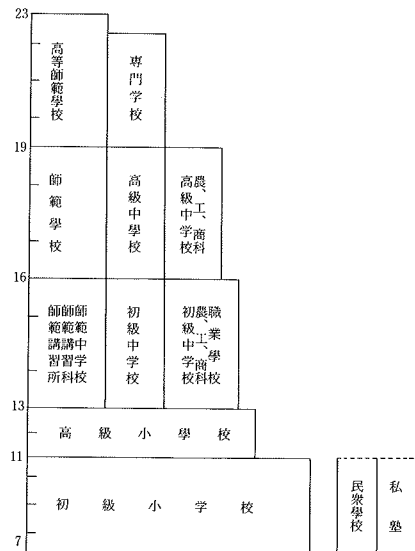 23
高等師範學校
専門学校
19
師範學校
高級中學校
農、工、商科
高級中学校
16
師範中学校
師範講習科
師範講習所
初級中学校
職業學校
農、工、商科
初級中学校
13
高級小學校
11
初級小学校
民衆學校
私塾
7